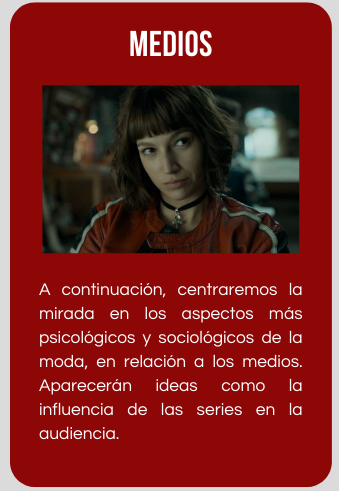 MEDIOS
A continuación, centraremos la
mirada en los aspectos más
psicológicos y sociológicos de la
moda, en relación a los medios.
Aparecerán ideas como la
influencia de las series en la
audiencia.